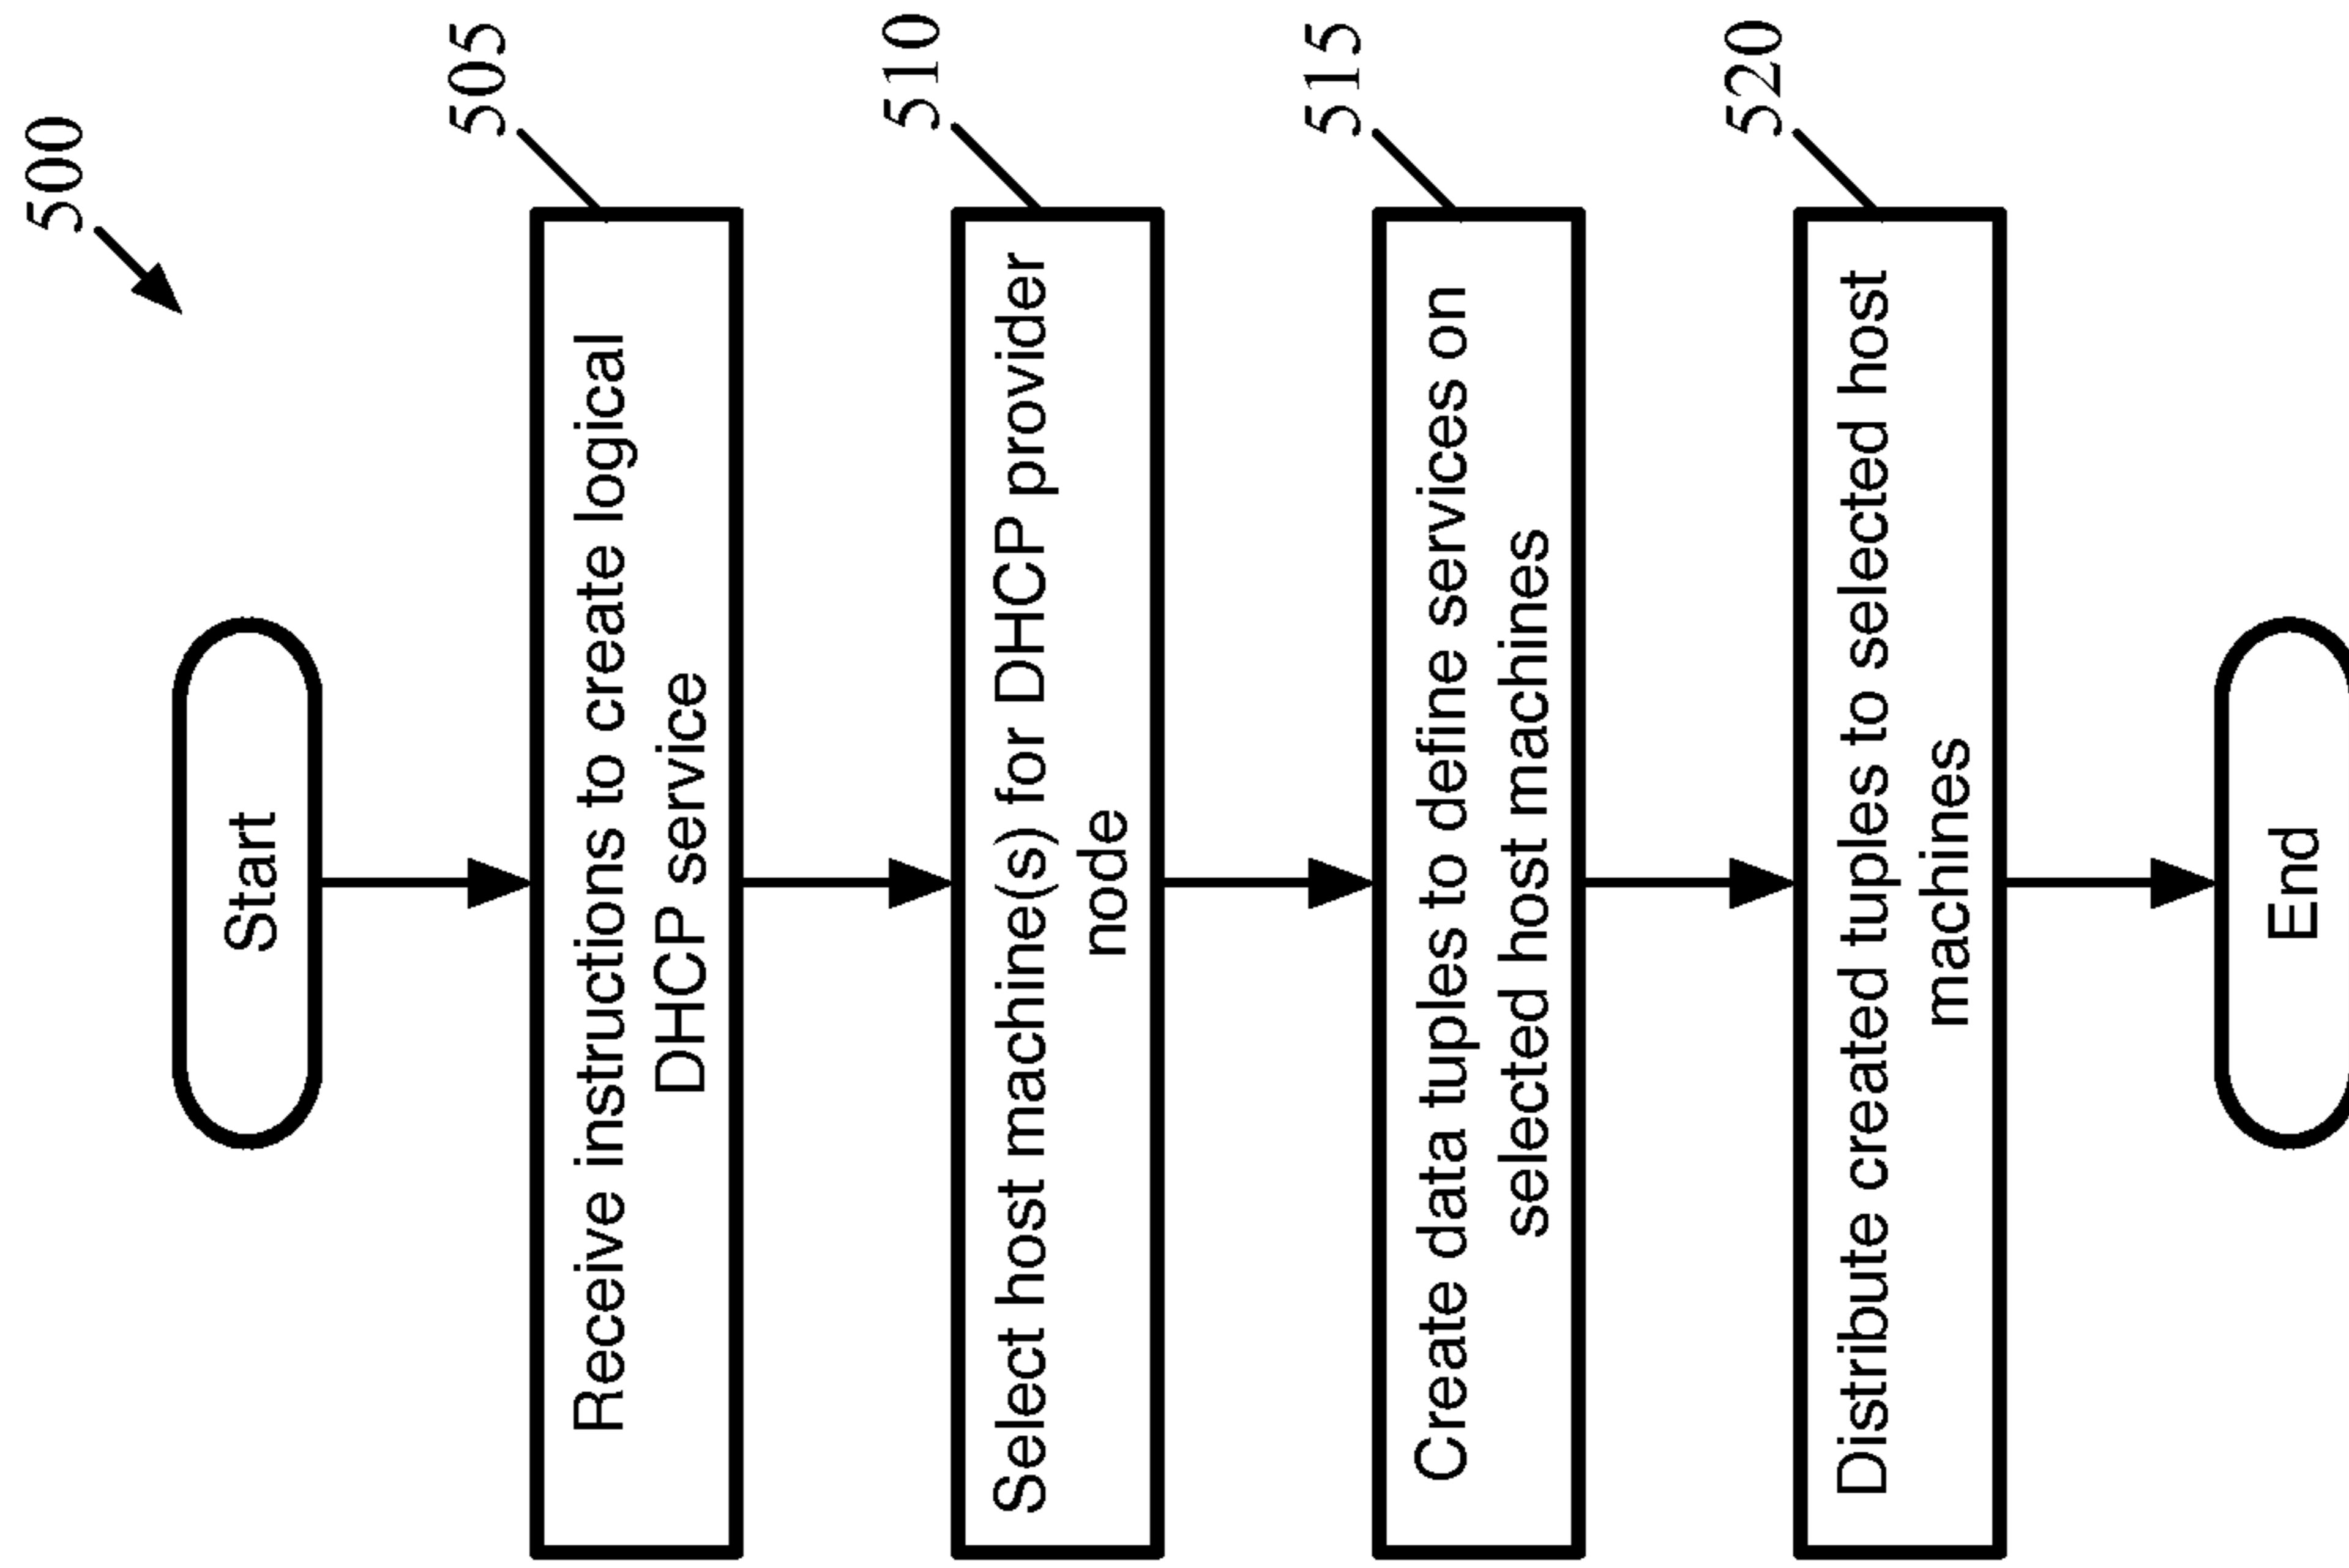 500
Start
505
Receive instructions to create logical
DHCP service
510
Select host machine(s) for DHCP provider
node
515
Create data tuples to define services on
selected host machines
520
Distribute created tuples to selected host
machines
End